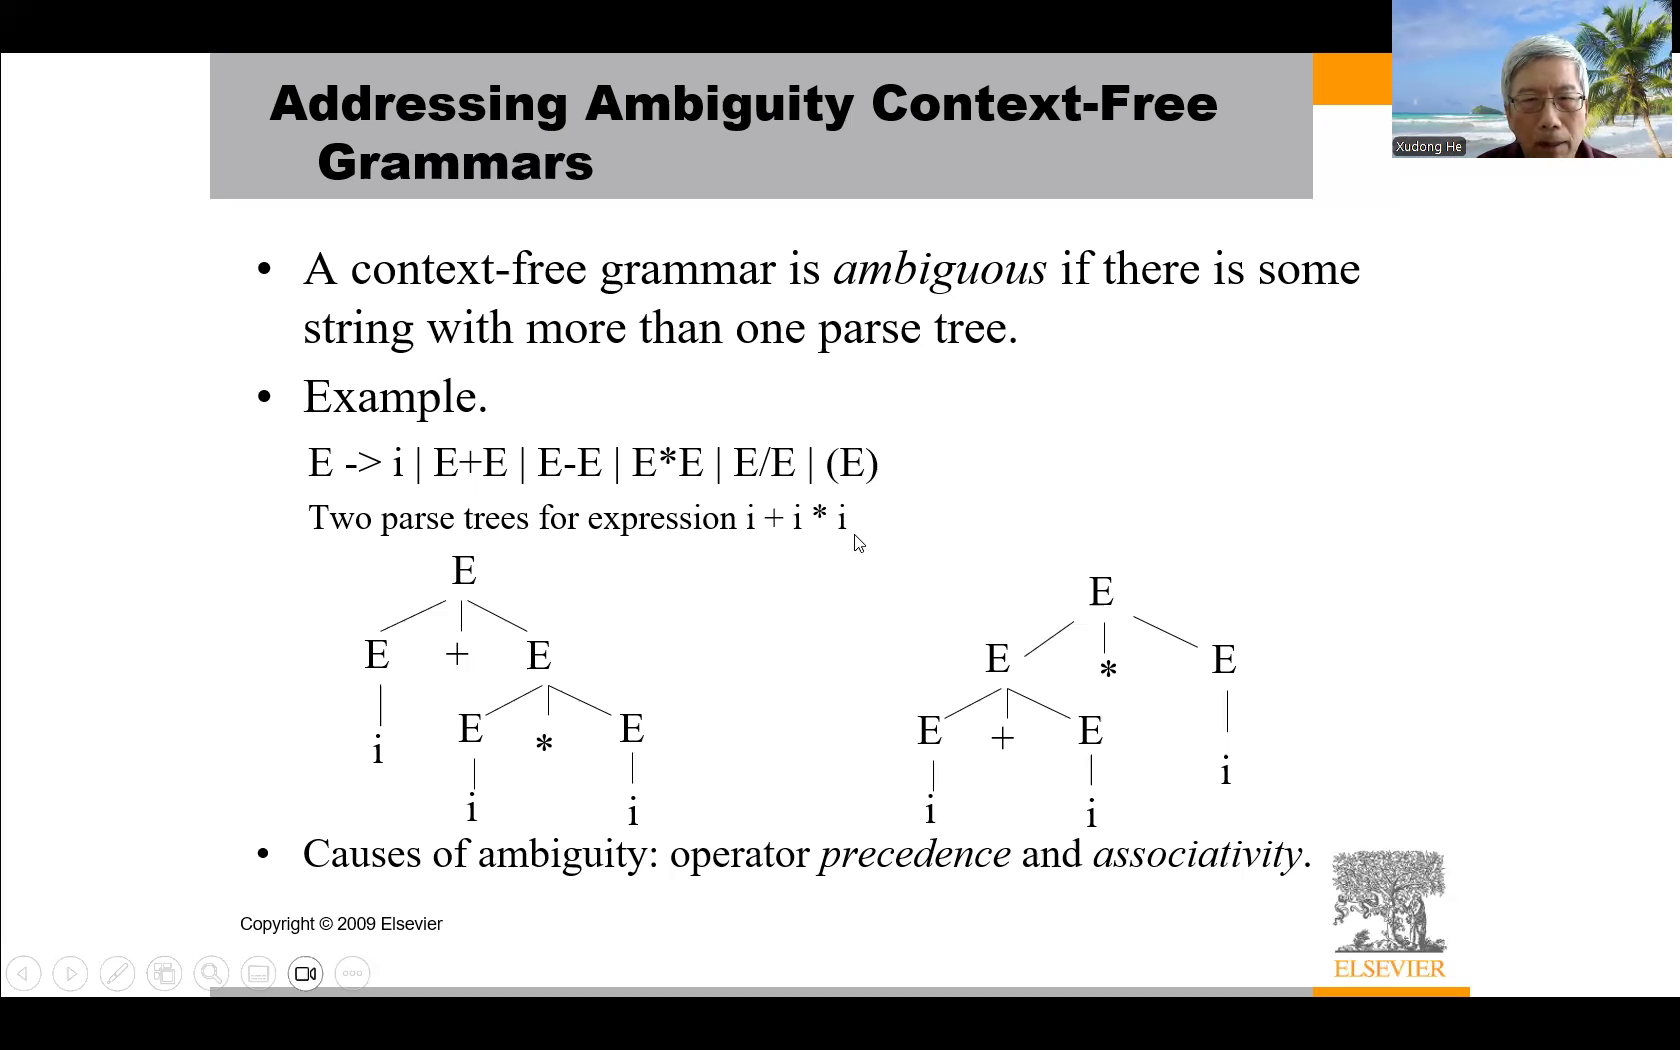 Addressing Ambiguity Context-Free
Grammars
Xudong He
• A context-free grammar is ambiguous if there is some
string with more than one parse tree.
• Example.
E -> i | E+E | E-E | E*E | E/E | (E)
Two parse trees for expression i + i * i
E
E + E
E * E
i
i i
E
E * E
E + E
i
i i
• Causes of ambiguity: operator precedence and associativity.
Copyright © 2009 Elsevier
ELSEVIER